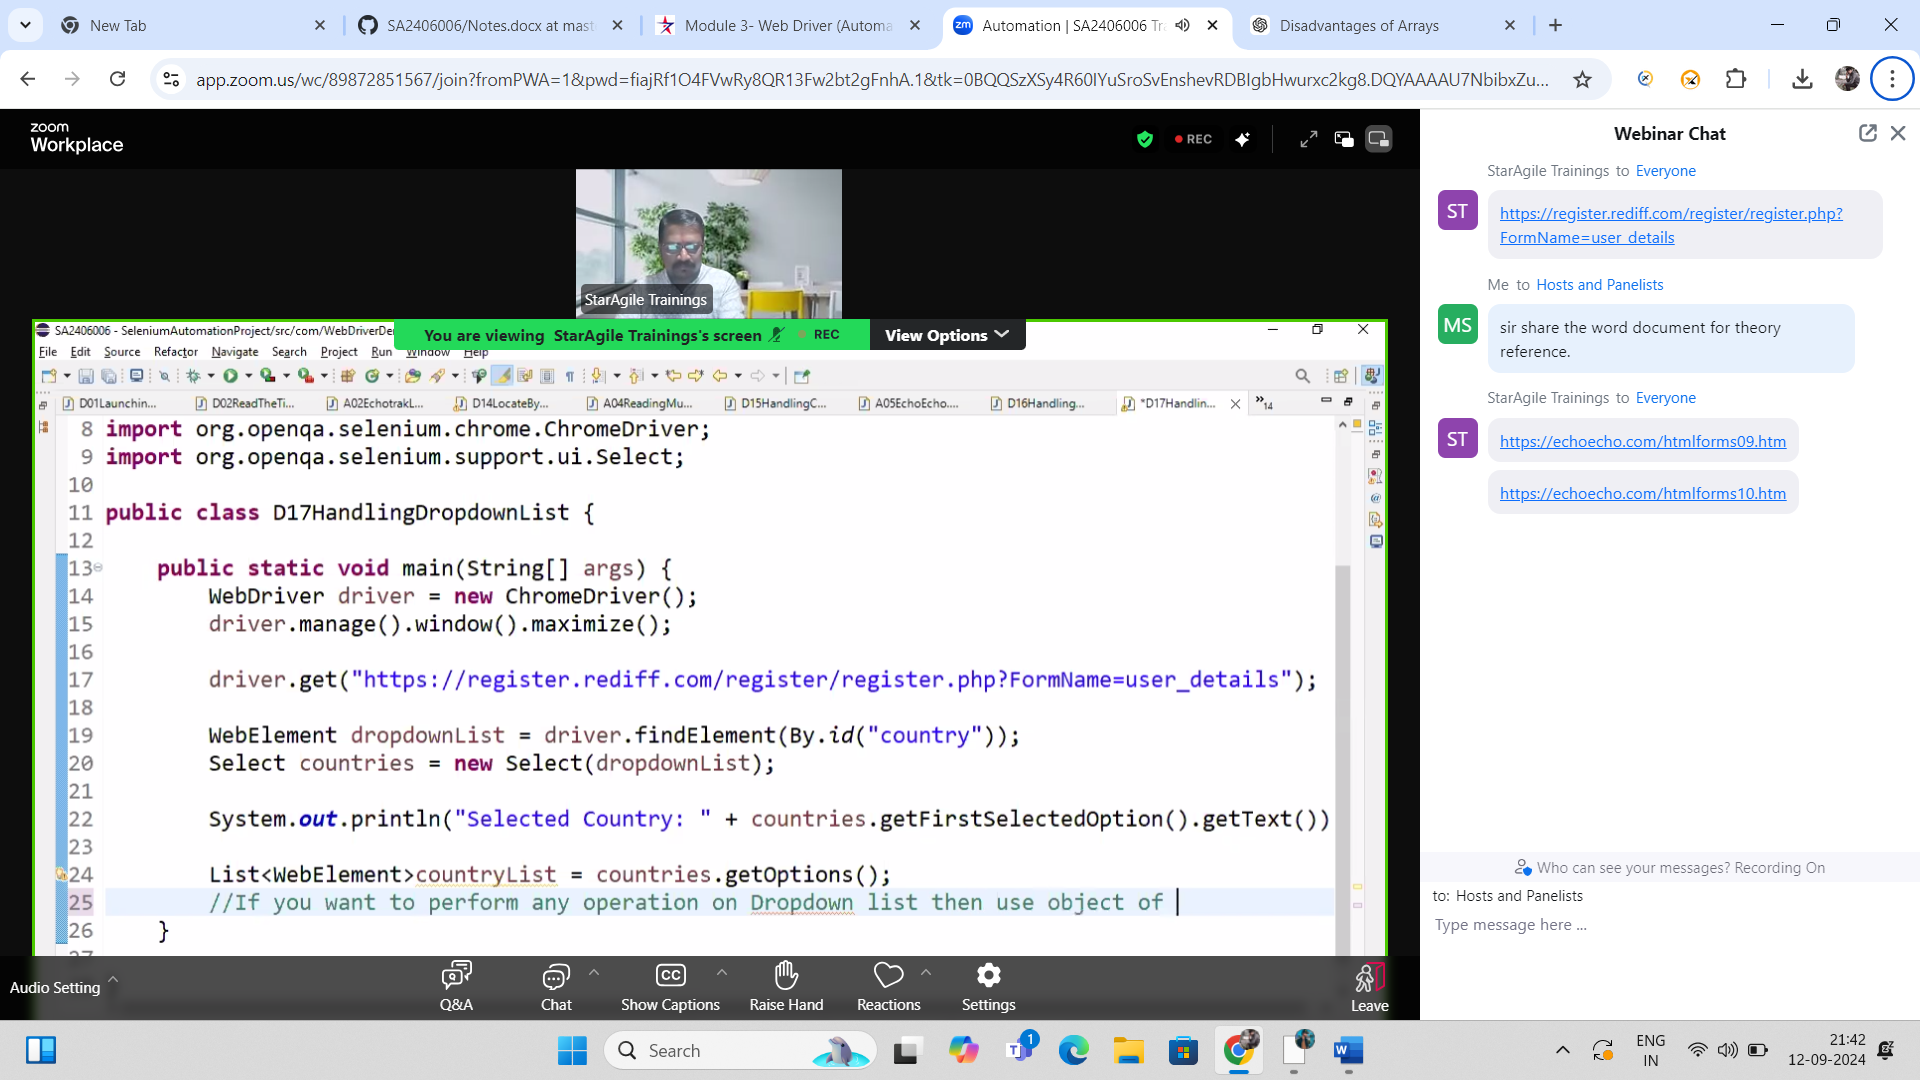 New Tab
SA2406006/Notes.docx at mast
Module 3- Web Driver (Automa
zm Automation | SA2406006 Tra
Disadvantages of Arrays
app.zoom.us/wc/89872851567/join?fromPWA=1&pwd=fiajRf1O4FVwRy8QR13Fw2bt2gFnhA.1&tk=0BQQSzXSy4R60IYuSroSvEnshevRDBIgbHwurxc2kg8.DQYAAAAU7NbibxZu...
zoom
Workplace
REC
StarAgile Trainings
SA2406006 - SeleniumAutomationProject/src/com/WebDriverDe
You are viewing StarAgile Trainings's screen
REC
View Options
File Edit Source Refactor Navigate Search Project Run Window Help
D01Launchin...
D02ReadTheTi...
A02EchotrakL...
D14LocateBy...
A04ReadingMu...
D15HandlingC...
A05EchoEcho....
D16Handling...
*D17Handlin...
14
8 import org.openqa.selenium.chrome.ChromeDriver;
9 import org.openqa.selenium.support.ui.Select;
10
11 public class D17HandlingDropdownList {
12
13 public static void main(String[] args) {
14 WebDriver driver = new ChromeDriver();
15 driver.manage().window().maximize();
16
17 driver.get("https://register.rediff.com/register/register.php?FormName=user_details");
18
19 WebElement dropdownList = driver.findElement(By.id("country"));
20 Select countries = new Select(dropdownList);
21
22 System.out.println("Selected Country: " + countries.getFirstSelectedOption().getText())
23
24 List<WebElement>countryList = countries.getOptions();
25 //If you want to perform any operation on Dropdown list then use object of
26 }
27
Audio Setting
Q&A
Chat
CC
Show Captions
Raise Hand
Reactions
Settings
Leave
Webinar Chat
StarAgile Trainings to Everyone
ST
https://register.rediff.com/register/register.php?
FormName=user_details
Me to Hosts and Panelists
MS
sir share the word document for theory
reference.
StarAgile Trainings to Everyone
ST
https://echoecho.com/htmlforms09.htm
https://echoecho.com/htmlforms10.htm
Who can see your messages? Recording On
to: Hosts and Panelists
Type message here ...
Search
1
ENG
IN
21:42
12-09-2024